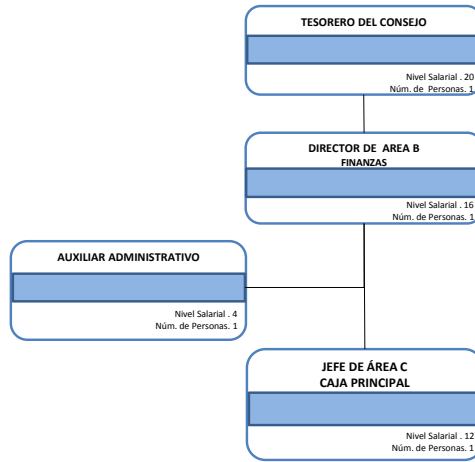 TESORERO DEL CONSEJO
Nivel Salarial . 20
Núm. de Personas. 1
DIRECTOR DE AREA B
FINANZAS
Nivel Salarial . 16
Núm. de Personas. 1
AUXILIAR ADMINISTRATIVO
Nivel Salarial . 4
Núm. de Personas. 1
JEFE DE ÁREA C
CAJA PRINCIPAL
Nivel Salarial . 12
Núm. de Personas. 1